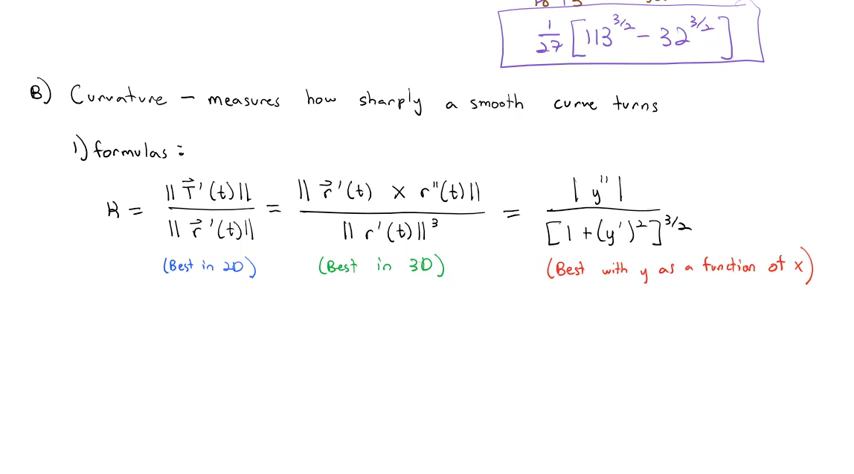 1/27 [113^3/2 − 32^3/2]
B) Curvature – measures how sharply a smooth curve turns
1) formulas:
K = ||T⃗'(t)|| / ||r⃗'(t)|| = ||r⃗'(t) × r''(t)|| / ||r'(t)||^3 = |y''| / [1+(y')^2]^3/2
(Best in 2D) (Best in 3D) (Best with y as a function of x)